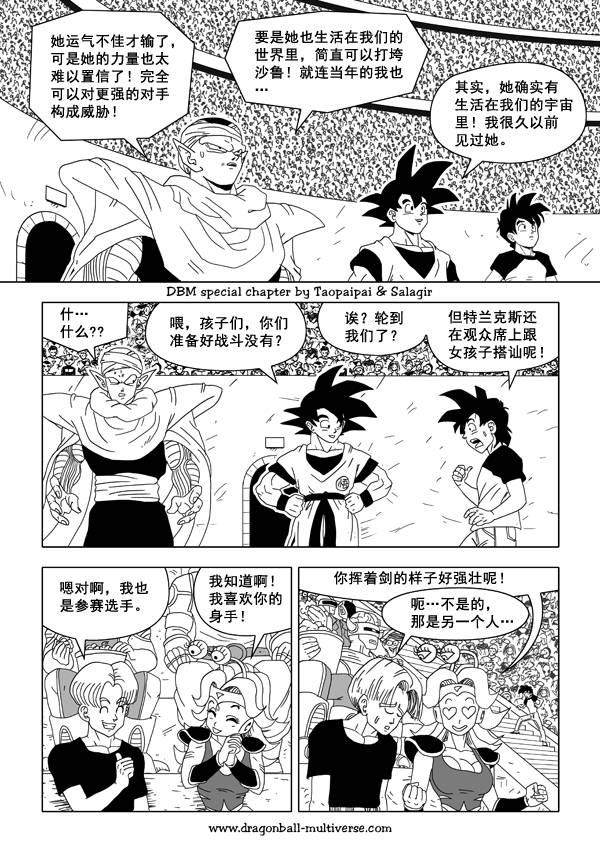 她运气不佳才输了，
可是她的力量也太
难以置信了！完全
可以对更强的对手
构成威胁！
要是她也生活在我们的
世界里，简直可以打垮
沙鲁！就连当年的我也
…
其实，她确实有
生活在我们的宇宙
里！我很久以前
见过她。
DBM special chapter by Taopaipai & Salagir
什…
什么??
喂，孩子们，你们
准备好战斗没有？
诶？轮到
我们了？
但特兰克斯还
在观众席上跟
女孩子搭讪呢！
嗯对啊，我也
是参赛选手。
我知道啊！
我喜欢你的
身手！
你挥着剑的样子好强壮呢！
呃…不是的，
那是另一个人…
www.dragonball-multiverse.com